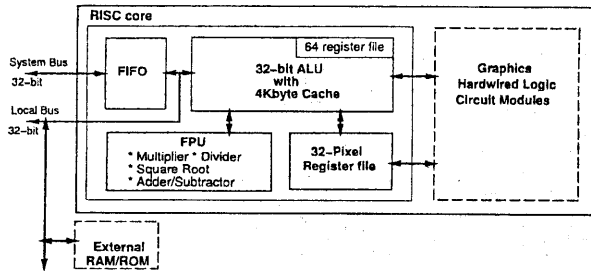 RISC core
64 register file
System Bus
32-bit
FIFO
32-bit ALU
with
4Kbyte Cache
Graphics
Hardwired Logic
Circuit Modules
Local Bus
32-bit
FPU
* Multiplier * Divider
* Square Root
* Adder/Subtractor
32-Pixel
Register file
External
RAM/ROM